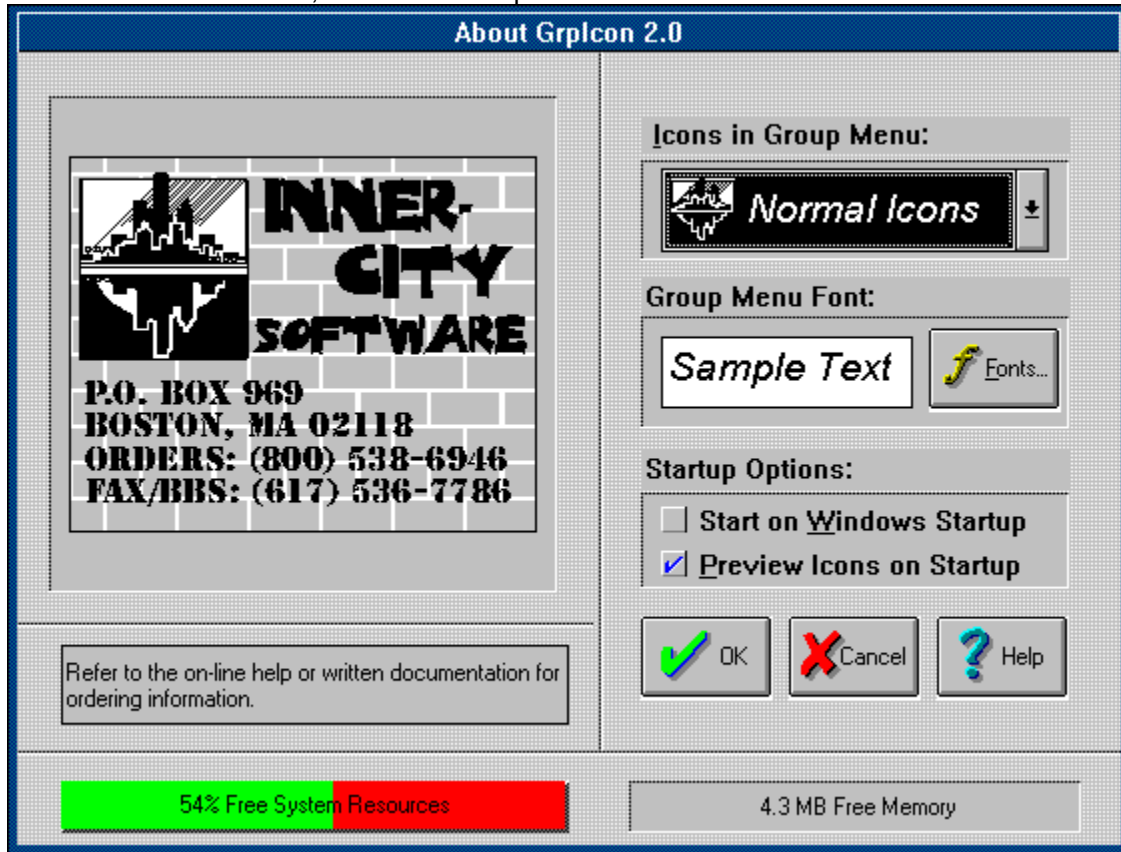 About GrpIcon 2.0
INNER-
CITY
SOFTWARE
P.O. BOX 969
BOSTON, MA 02118
ORDERS: (800) 538-6946
FAX/BBS: (617) 536-7786
Refer to the on-line help or written documentation for
ordering information.
Icons in Group Menu:
Normal Icons
Group Menu Font:
Sample Text
Fonts...
Startup Options:
Start on Windows Startup
Preview Icons on Startup
OK
Cancel
Help
54% Free System Resources
4.3 MB Free Memory